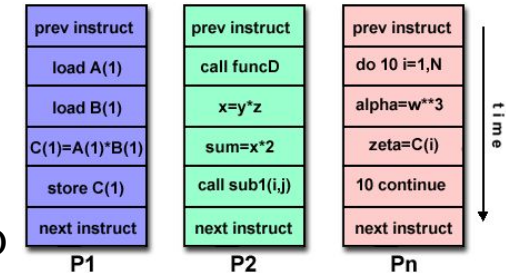 prev instruct
load A(1)
load B(1)
C(1)=A(1)*B(1)
store C(1)
next instruct
P1
prev instruct
call funcD
x=y*z
sum=x*2
call sub1(i,j)
next instruct
P2
prev instruct
do 10 i=1,N
alpha=w**3
zeta=C(i)
10 continue
next instruct
Pn
time